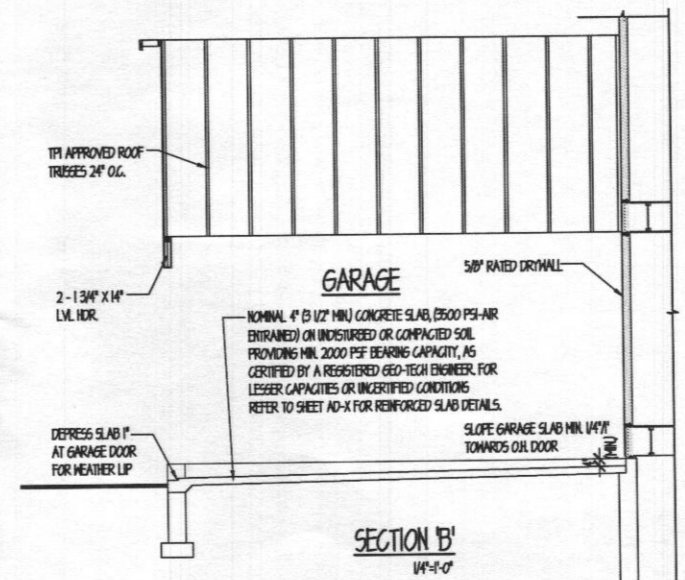 TPI APPROVED ROOF
TRUSSES 24" O.C.
2 - 1 3/4" X 14"
LVL HDR.
GARAGE
5/8" RATED DRYWALL
NOMINAL 4" (3 1/2" MIN.) CONCRETE SLAB, (3500 PSI-AIR
ENTRAINED) ON UNDISTURBED OR COMPACTED SOIL
PROVIDING MIN. 2000 PSF BEARING CAPACITY, AS
CERTIFIED BY A REGISTERED GEO-TECH ENGINEER. FOR
LESSER CAPACITIES OR UNCERTIFIED CONDITIONS
REFER TO SHEET AD-X FOR REINFORCED SLAB DETAILS.
DEPRESS SLAB 1"
AT GARAGE DOOR
FOR WEATHER LIP
SLOPE GARAGE SLAB MIN. 1/4"/1'
TOWARDS O.H. DOOR
MIN.
SECTION 'B'
1/4"=1'-0"